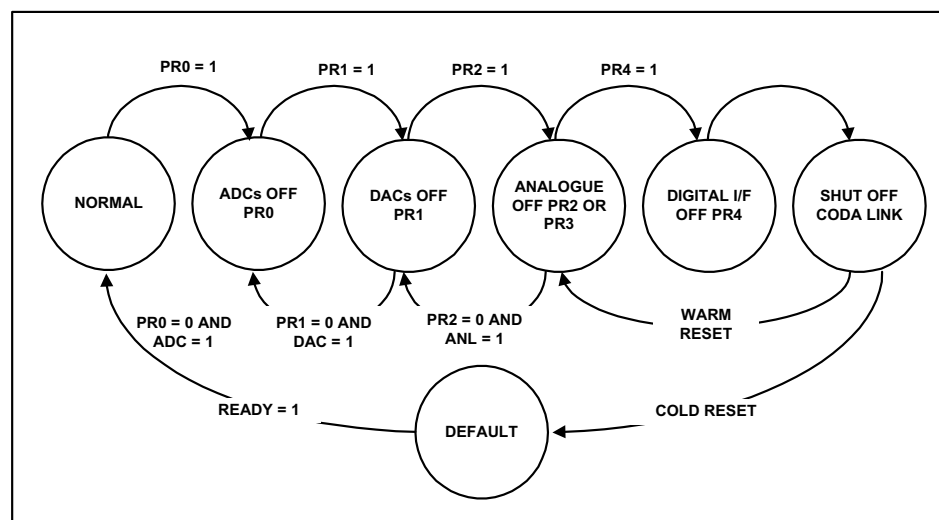 PR0 = 1
PR1 = 1
PR2 = 1
PR4 = 1
NORMAL
ADCs OFF
PR0
DACs OFF
PR1
ANALOGUE
OFF PR2 OR
PR3
DIGITAL I/F
OFF PR4
SHUT OFF
CODA LINK
PR0 = 0 AND
ADC = 1
PR1 = 0 AND
DAC = 1
PR2 = 0 AND
ANL = 1
WARM
RESET
READY = 1
DEFAULT
COLD RESET